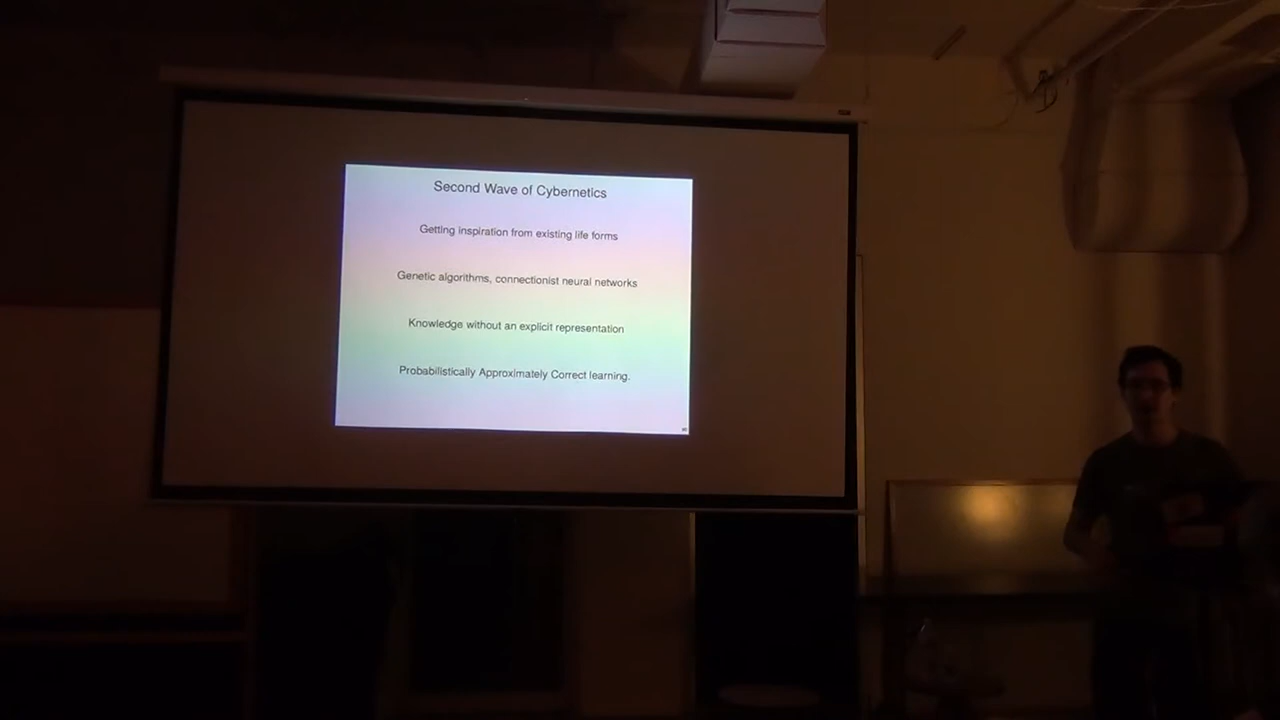 Second Wave of Cybernetics
Getting inspiration from existing life forms
Genetic algorithms, connectionist neural networks
Knowledge without an explicit representation
Probabilistically Approximately Correct learning.